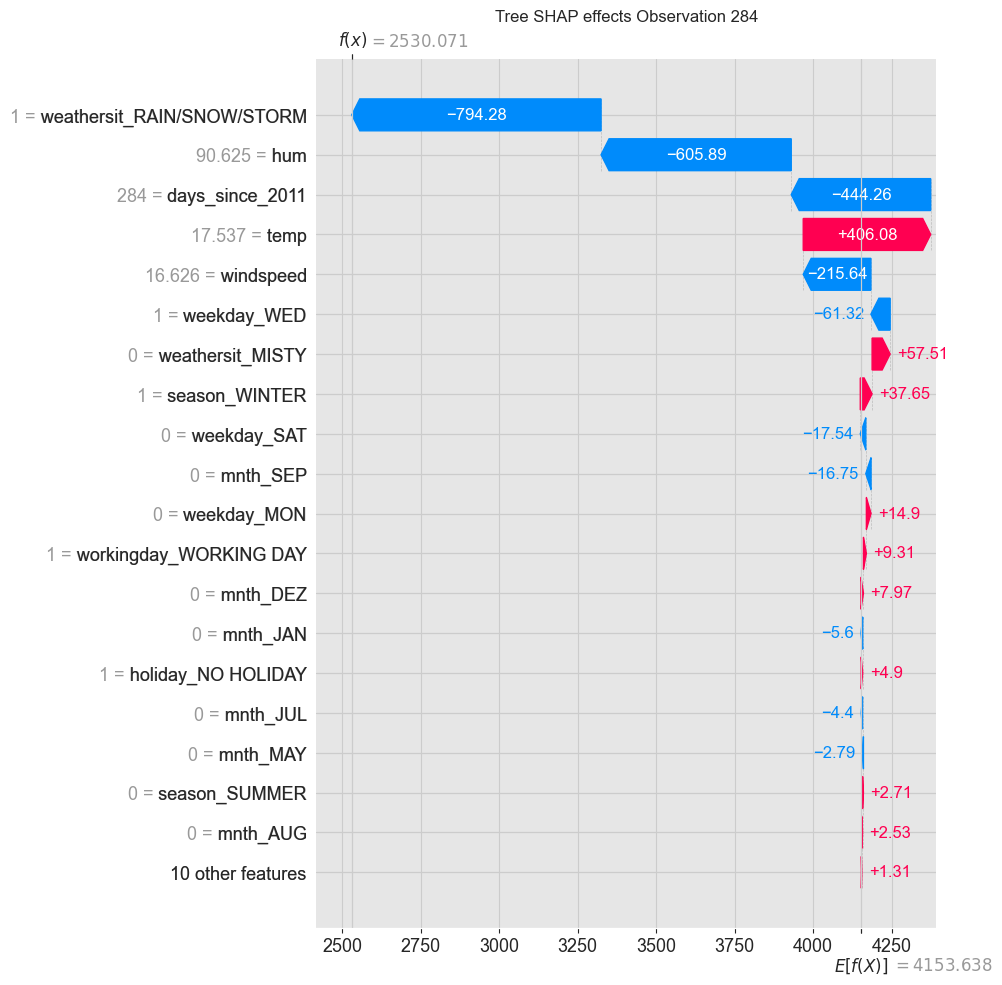 Tree SHAP effects Observation 284
f(x) = 2530.071
1 = weathersit_RAIN/SNOW/STORM −794.28
90.625 = hum −605.89
284 = days_since_2011 −444.26
17.537 = temp +406.08
16.626 = windspeed −215.64
1 = weekday_WED −61.32
0 = weathersit_MISTY +57.51
1 = season_WINTER +37.65
0 = weekday_SAT −17.54
0 = mnth_SEP −16.75
0 = weekday_MON +14.9
1 = workingday_WORKING DAY +9.31
0 = mnth_DEZ +7.97
0 = mnth_JAN −5.6
1 = holiday_NO HOLIDAY +4.9
0 = mnth_JUL −4.4
0 = mnth_MAY −2.79
0 = season_SUMMER +2.71
0 = mnth_AUG +2.53
10 other features +1.31
2500 2750 3000 3250 3500 3750 4000 4250
E[f(X)] = 4153.638